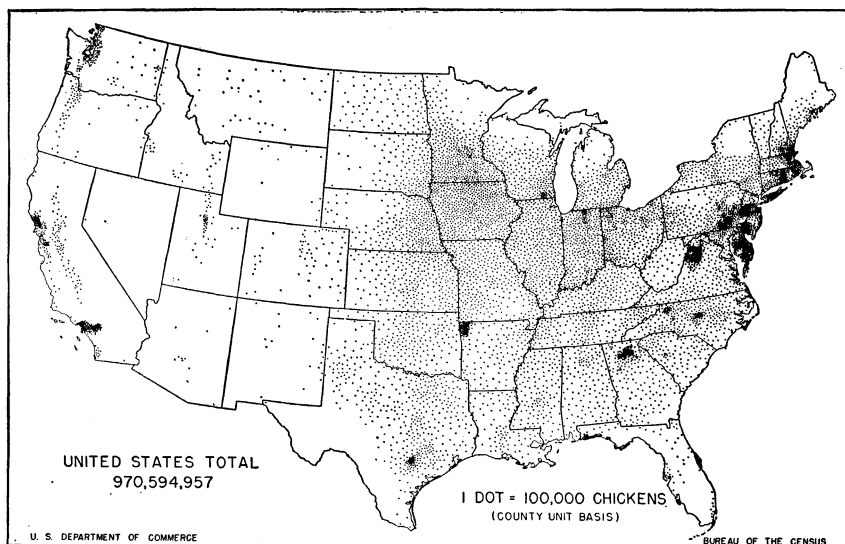 UNITED STATES TOTAL
970,594,957
1 DOT = 100,000 CHICKENS
(COUNTY UNIT BASIS)
U. S. DEPARTMENT OF COMMERCE
BUREAU OF THE CENSUS